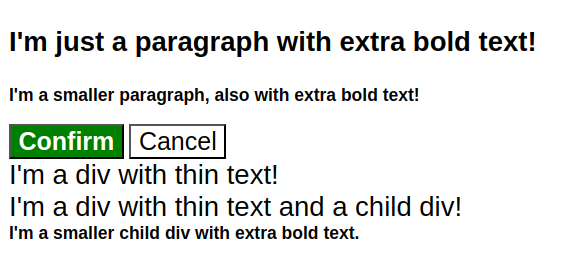 I'm just a paragraph with extra bold text!
I'm a smaller paragraph, also with extra bold text!
Confirm Cancel
I'm a div with thin text!
I'm a div with thin text and a child div!
I'm a smaller child div with extra bold text.